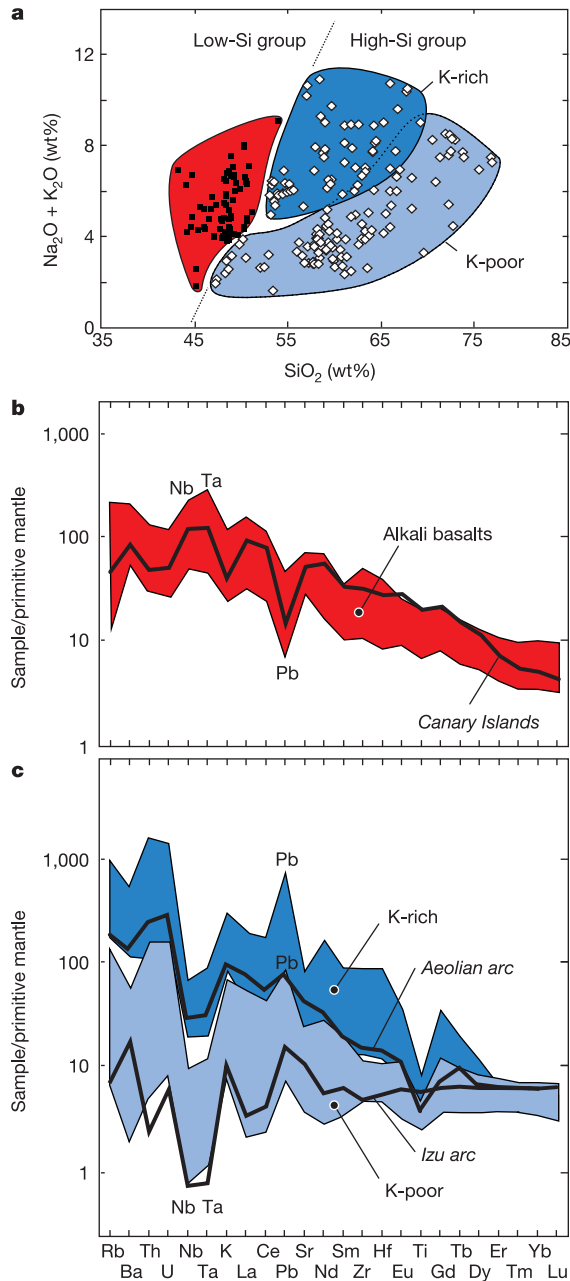 a
Low-Si group
High-Si group
K-rich
K-poor
Na2O + K2O (wt%)
12
8
4
0
35
45
55
65
75
SiO2 (wt%)
b
1,000
100
10
1
Sample/primitive mantle
Nb
Ta
Pb
Alkali basalts
Canary Islands
c
1,000
100
10
1
Sample/primitive mantle
Pb
Pb
K-rich
Aeolian arc
Izu arc
K-poor
Nb
Ta
Rb Th Nb K Ce Sr Sm Hf Ti Tb Er Yb
Ba U Ta La Pb Nd Zr Eu Gd Dy Tm Lu